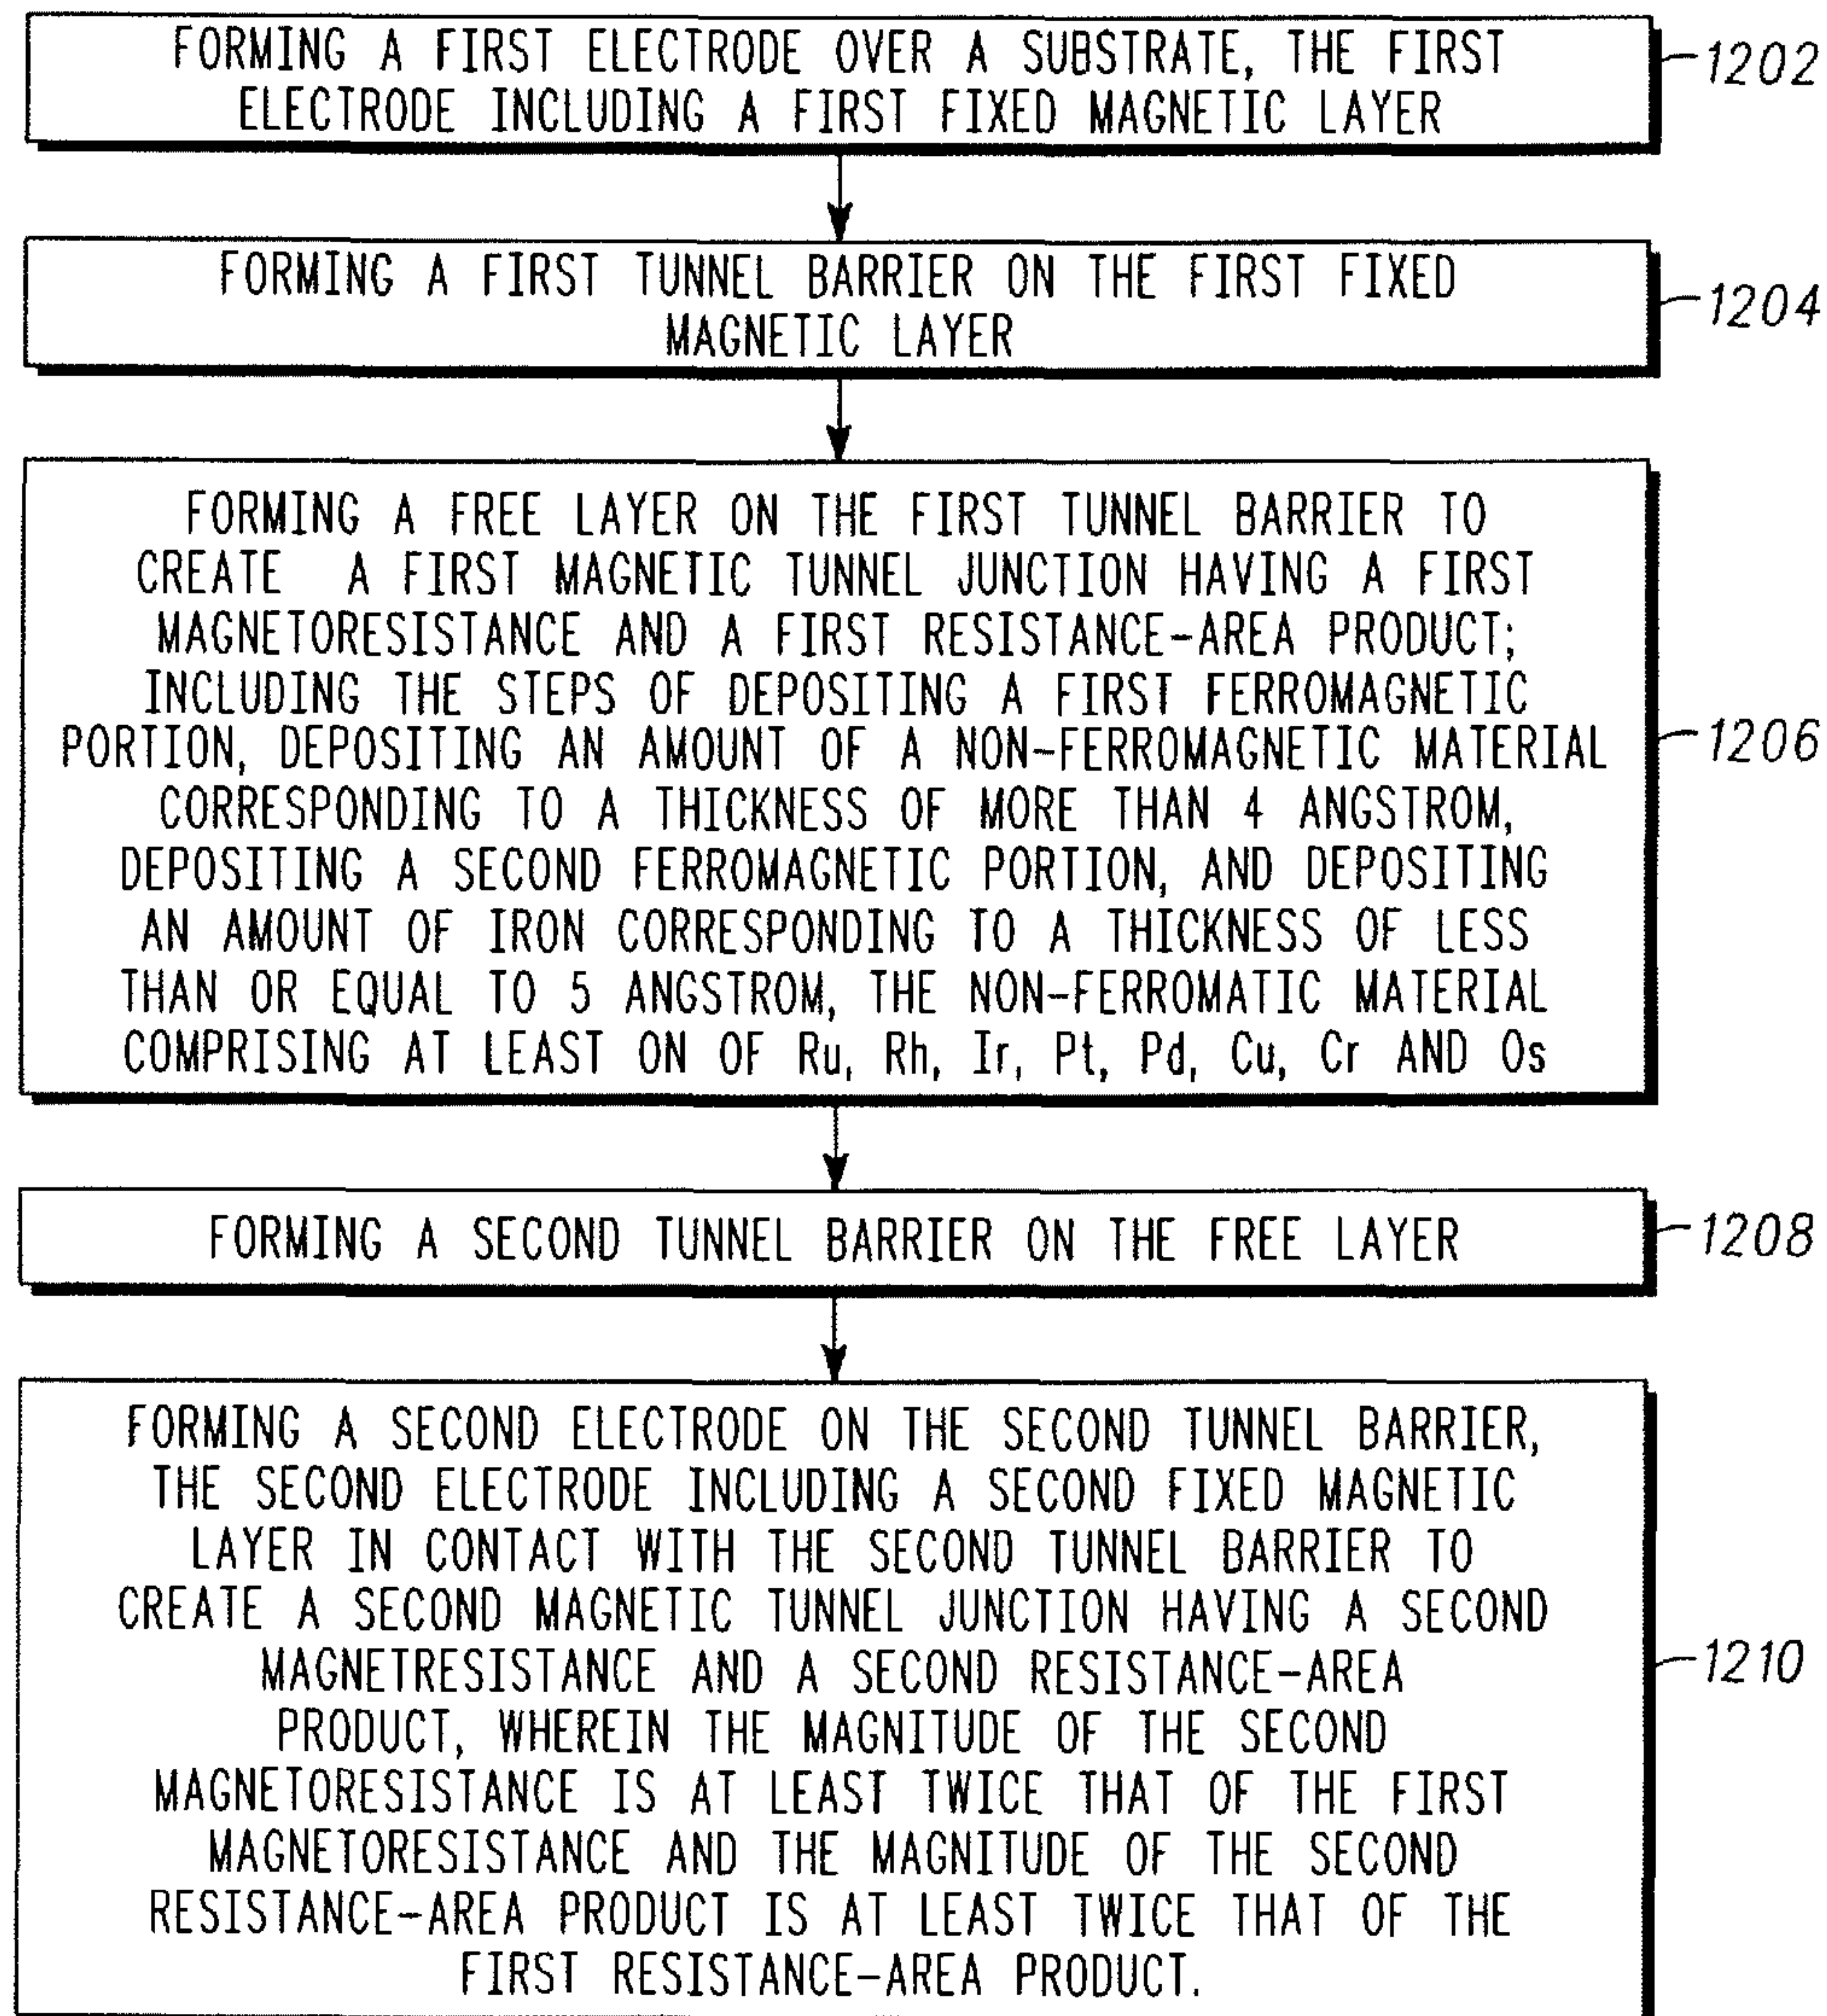 FORMING A FIRST ELECTRODE OVER A SUBSTRATE, THE FIRST
ELECTRODE INCLUDING A FIRST FIXED MAGNETIC LAYER
1202
FORMING A FIRST TUNNEL BARRIER ON THE FIRST FIXED
MAGNETIC LAYER
1204
FORMING A FREE LAYER ON THE FIRST TUNNEL BARRIER TO
CREATE A FIRST MAGNETIC TUNNEL JUNCTION HAVING A FIRST
MAGNETORESISTANCE AND A FIRST RESISTANCE-AREA PRODUCT;
INCLUDING THE STEPS OF DEPOSITING A FIRST FERROMAGNETIC
PORTION, DEPOSITING AN AMOUNT OF A NON-FERROMAGNETIC MATERIAL
CORRESPONDING TO A THICKNESS OF MORE THAN 4 ANGSTROM,
DEPOSITING A SECOND FERROMAGNETIC PORTION, AND DEPOSITING
AN AMOUNT OF IRON CORRESPONDING TO A THICKNESS OF LESS
THAN OR EQUAL TO 5 ANGSTROM, THE NON-FERROMATIC MATERIAL
COMPRISING AT LEAST ON OF Ru, Rh, Ir, Pt, Pd, Cu, Cr AND Os
1206
FORMING A SECOND TUNNEL BARRIER ON THE FREE LAYER
1208
FORMING A SECOND ELECTRODE ON THE SECOND TUNNEL BARRIER,
THE SECOND ELECTRODE INCLUDING A SECOND FIXED MAGNETIC
LAYER IN CONTACT WITH THE SECOND TUNNEL BARRIER TO
CREATE A SECOND MAGNETIC TUNNEL JUNCTION HAVING A SECOND
MAGNETRESISTANCE AND A SECOND RESISTANCE-AREA
PRODUCT, WHEREIN THE MAGNITUDE OF THE SECOND
MAGNETORESISTANCE IS AT LEAST TWICE THAT OF THE FIRST
MAGNETORESISTANCE AND THE MAGNITUDE OF THE SECOND
RESISTANCE-AREA PRODUCT IS AT LEAST TWICE THAT OF THE
FIRST RESISTANCE-AREA PRODUCT.
1210